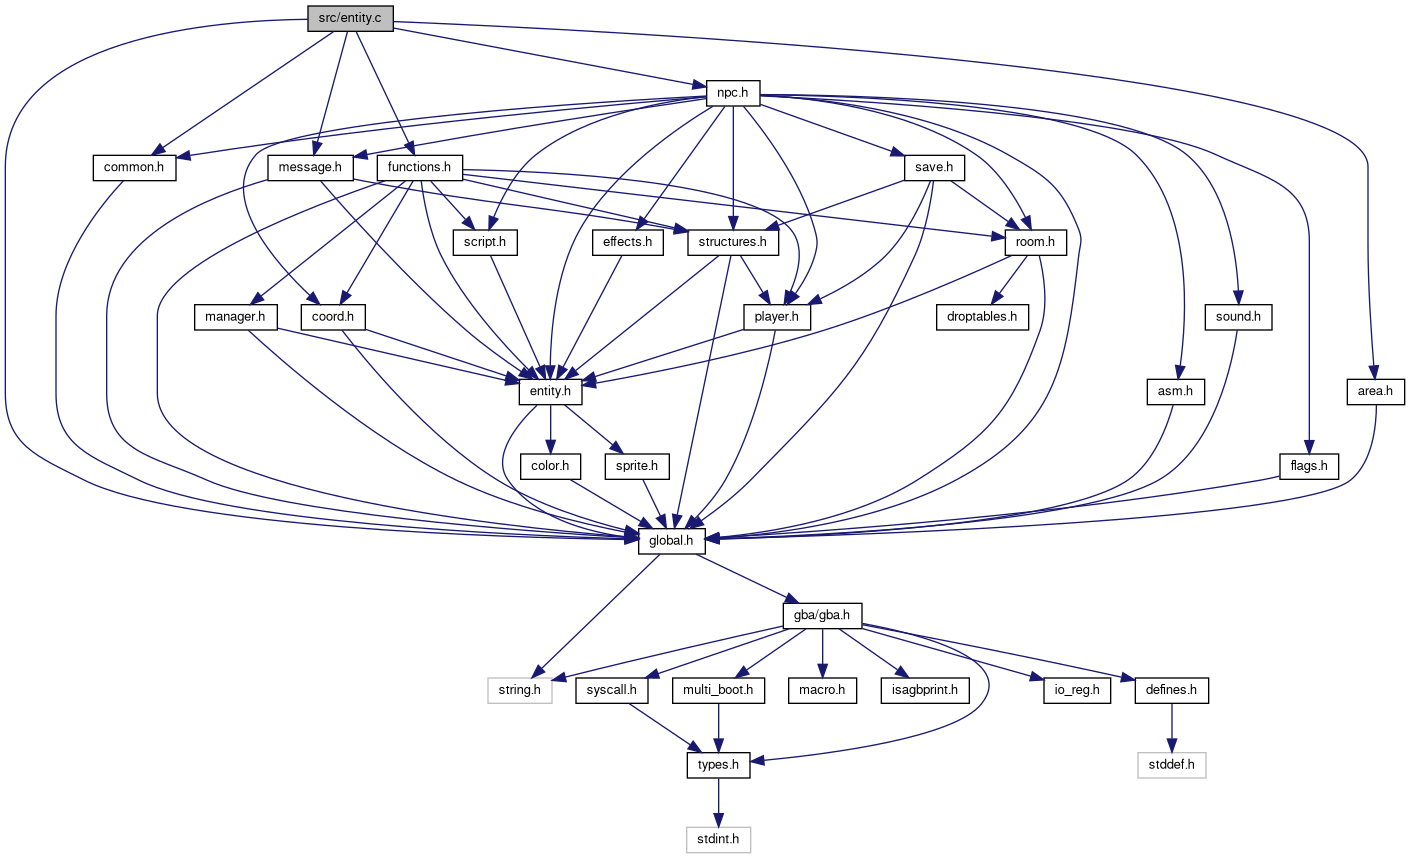 src/entity.c
npc.h
common.h
message.h
functions.h
save.h
script.h
effects.h
structures.h
room.h
manager.h
coord.h
player.h
droptables.h
sound.h
entity.h
asm.h
area.h
color.h
sprite.h
flags.h
global.h
gba/gba.h
string.h
syscall.h
multi_boot.h
macro.h
isagbprint.h
io_reg.h
defines.h
types.h
stddef.h
stdint.h